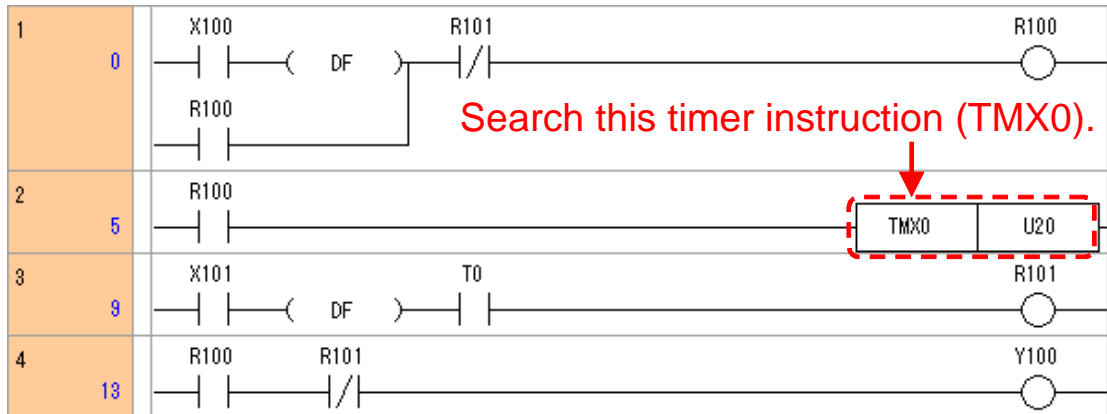 1 X100 R101 R100
0 DF
R100
Search this timer instruction (TMX0).
2 R100
5 TMX0 U20
3 X101 T0 R101
9 DF
4 R100 R101 Y100
13